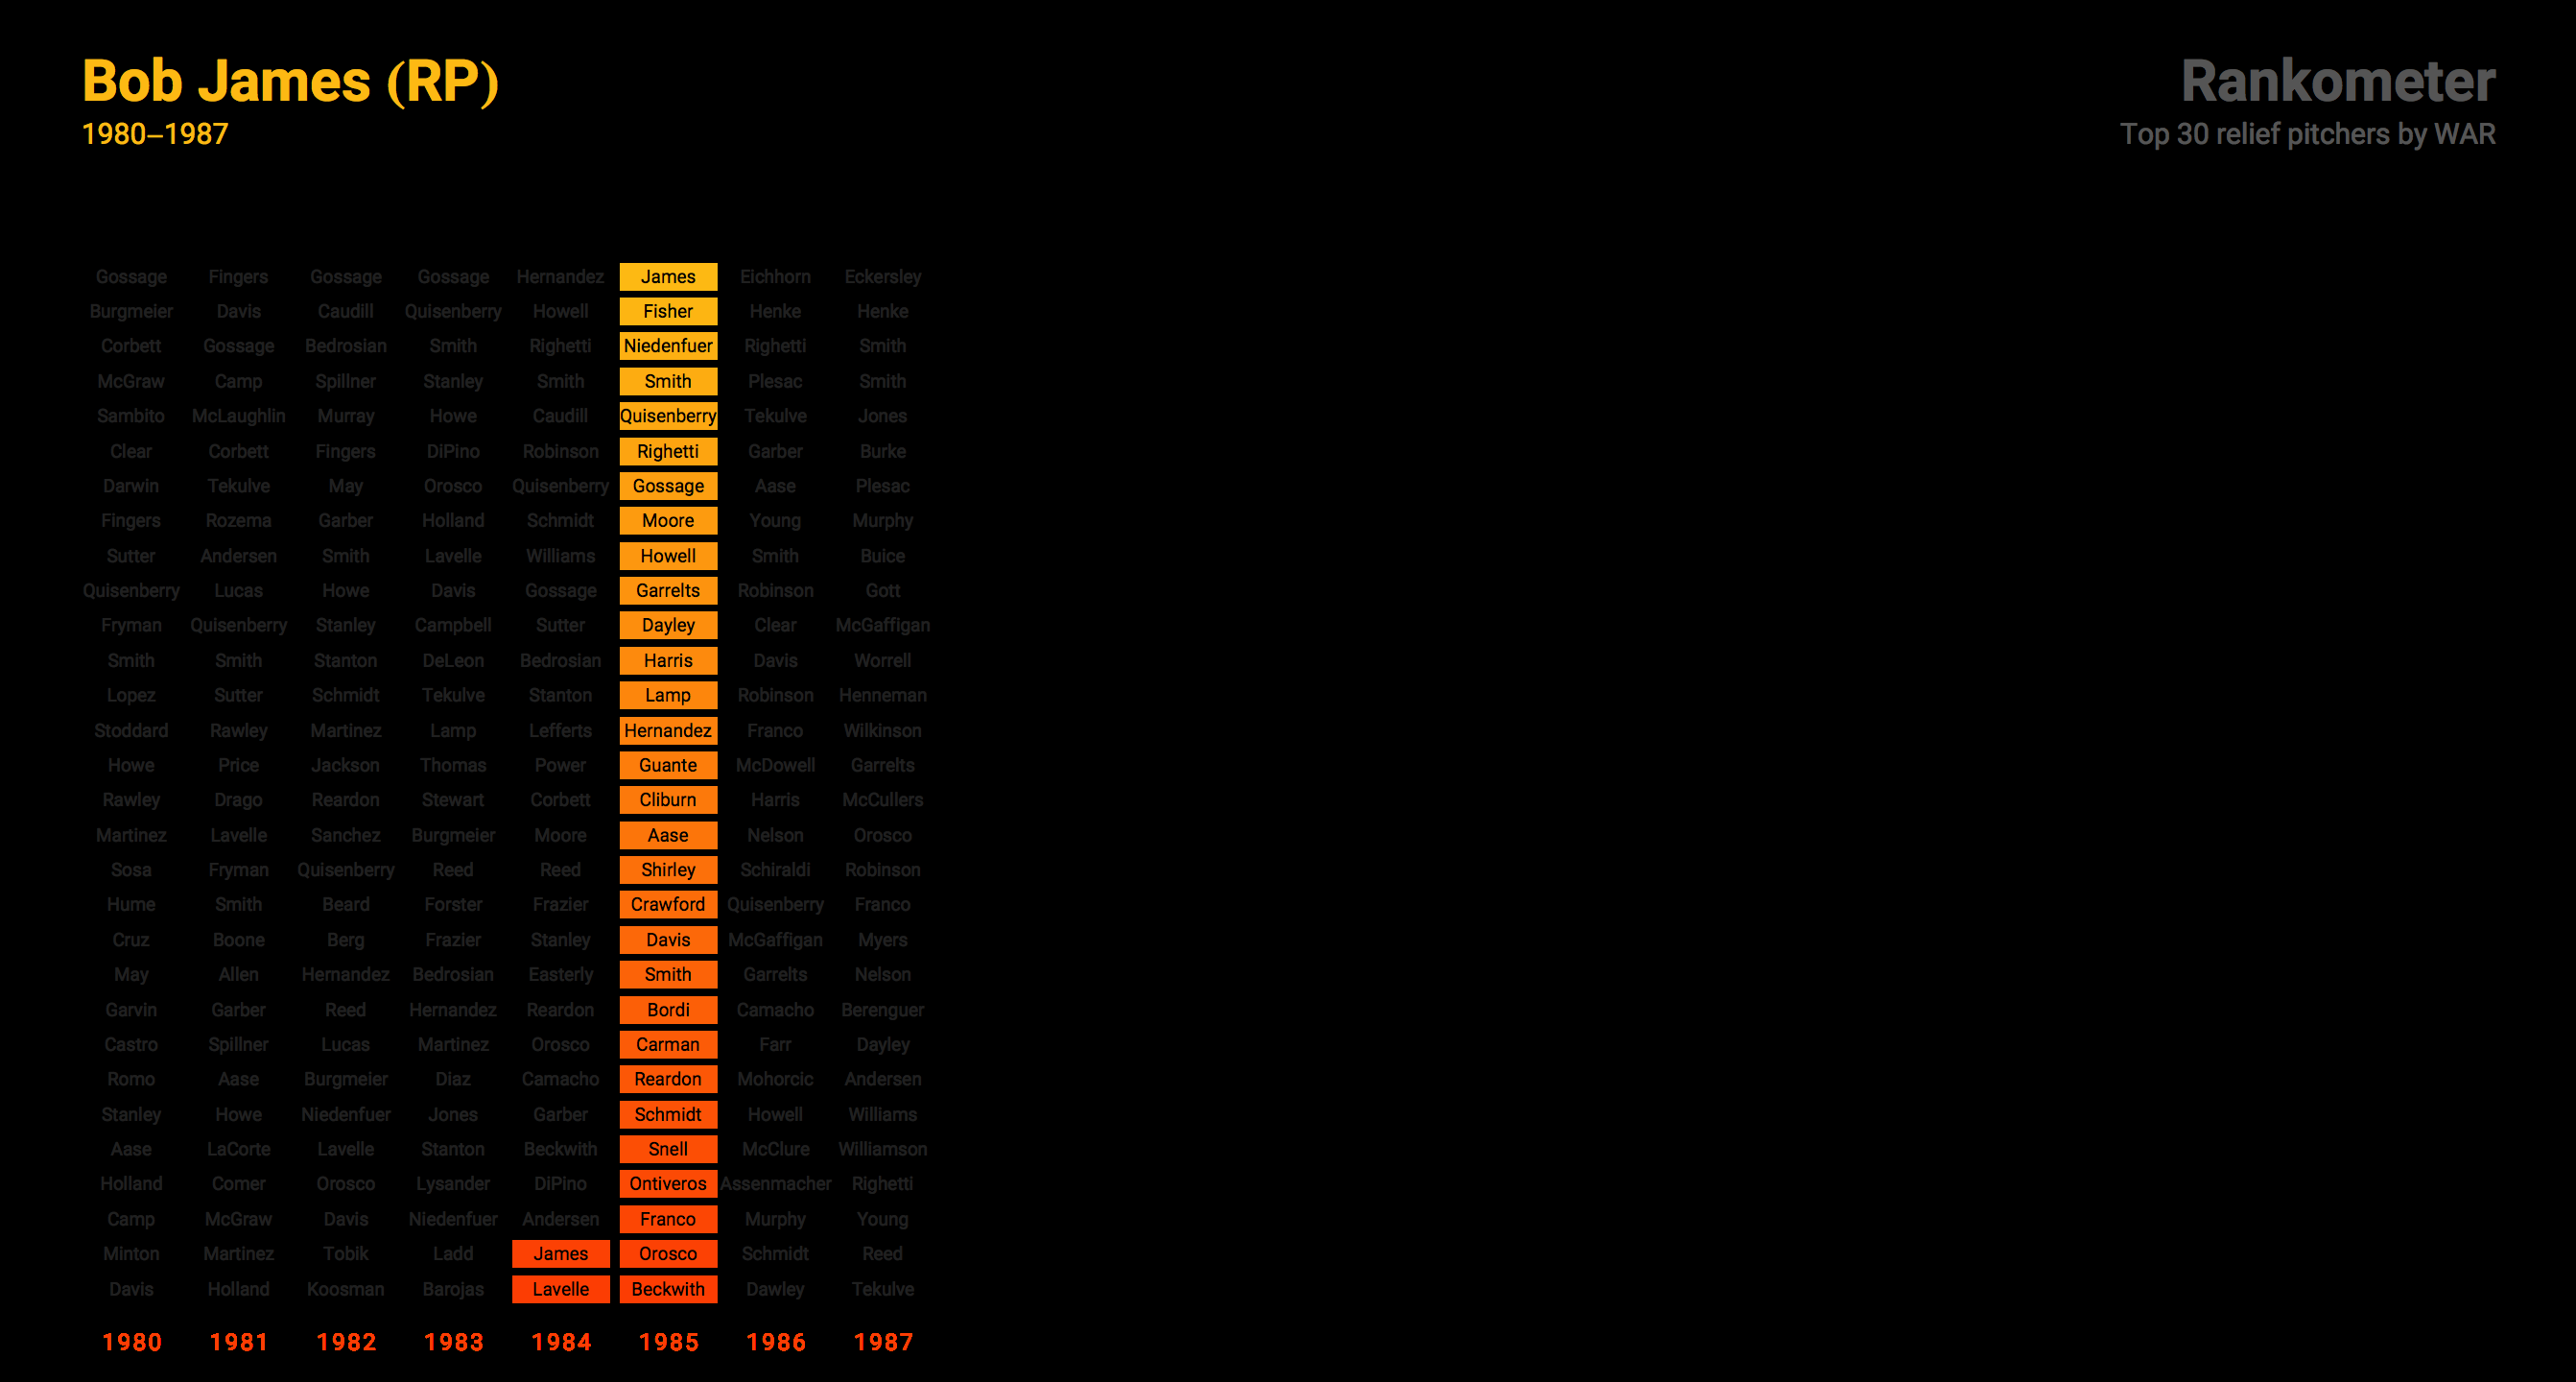 Bob James (RP)
1980–1987
Rankometer
Top 30 relief pitchers by WAR
Gossage Fingers Gossage Gossage Hernandez James Eichhorn Eckersley
Burgmeier Davis Caudill Quisenberry Howell Fisher Henke Henke
Corbett Gossage Bedrosian Smith Righetti Niedenfuer Righetti Smith
McGraw Camp Spillner Stanley Smith Smith Plesac Smith
Sambito McLaughlin Murray Howe Caudill Quisenberry Tekulve Jones
Clear Corbett Fingers DiPino Robinson Righetti Garber Burke
Darwin Tekulve May Orosco Quisenberry Gossage Aase Plesac
Fingers Rozema Garber Holland Schmidt Moore Young Murphy
Sutter Andersen Smith Lavelle Williams Howell Smith Buice
Quisenberry Lucas Howe Davis Gossage Garrelts Robinson Gott
Fryman Quisenberry Stanley Campbell Sutter Dayley Clear McGaffigan
Smith Smith Stanton DeLeon Bedrosian Harris Davis Worrell
Lopez Sutter Schmidt Tekulve Stanton Lamp Robinson Henneman
Stoddard Rawley Martinez Lamp Lefferts Hernandez Franco Wilkinson
Howe Price Jackson Thomas Power Guante McDowell Garrelts
Rawley Drago Reardon Stewart Corbett Cliburn Harris McCullers
Martinez Lavelle Sanchez Burgmeier Moore Aase Nelson Orosco
Sosa Fryman Quisenberry Reed Reed Shirley Schiraldi Robinson
Hume Smith Beard Forster Frazier Crawford Quisenberry Franco
Cruz Boone Berg Frazier Stanley Davis McGaffigan Myers
May Allen Hernandez Bedrosian Easterly Smith Garrelts Nelson
Garvin Garber Reed Hernandez Reardon Bordi Camacho Berenguer
Castro Spillner Lucas Martinez Orosco Carman Farr Dayley
Romo Aase Burgmeier Diaz Camacho Reardon Mohorcic Andersen
Stanley Howe Niedenfuer Jones Garber Schmidt Howell Williams
Aase LaCorte Lavelle Stanton Beckwith Snell McClure Williamson
Holland Comer Orosco Lysander DiPino Ontiveros Assenmacher Righetti
Camp McGraw Davis Niedenfuer Andersen Franco Murphy Young
Minton Martinez Tobik Ladd James Orosco Schmidt Reed
Davis Holland Koosman Barojas Lavelle Beckwith Dawley Tekulve
1980 1981 1982 1983 1984 1985 1986 1987